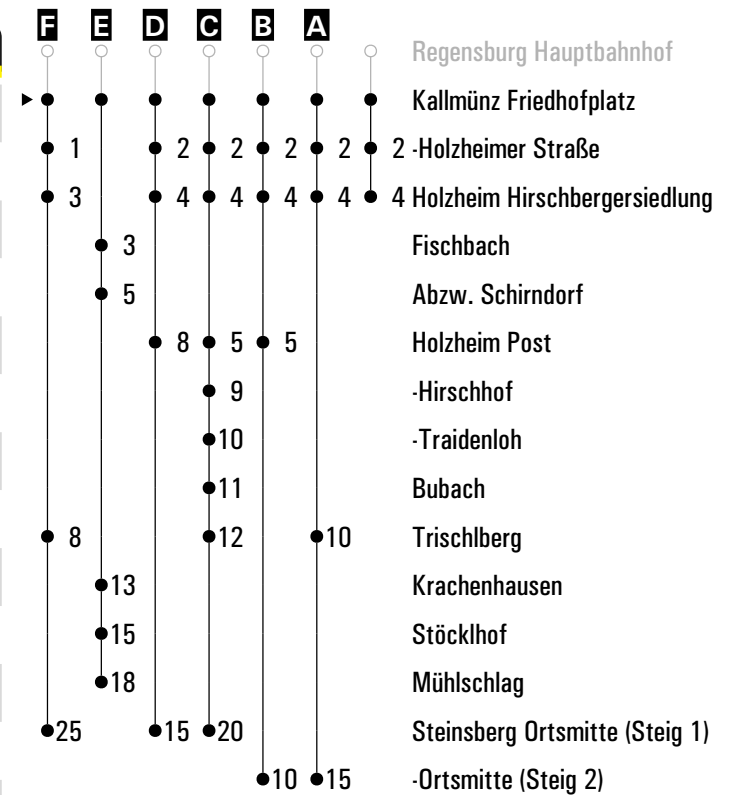 F E D C B A
Regensburg Hauptbahnhof
Kallmünz Friedhofplatz
1 2 2 2 2 2 -Holzheimer Straße
3 4 4 4 4 4 Holzheim Hirschbergersiedlung
3 Fischbach
5 Abzw. Schirndorf
8 5 5 Holzheim Post
9 -Hirschhof
10 -Traidenloh
11 Bubach
8 12 10 Trischlberg
13 Krachenhausen
15 Stöcklhof
18 Mühlschlag
25 15 20 Steinsberg Ortsmitte (Steig 1)
10 15 -Ortsmitte (Steig 2)